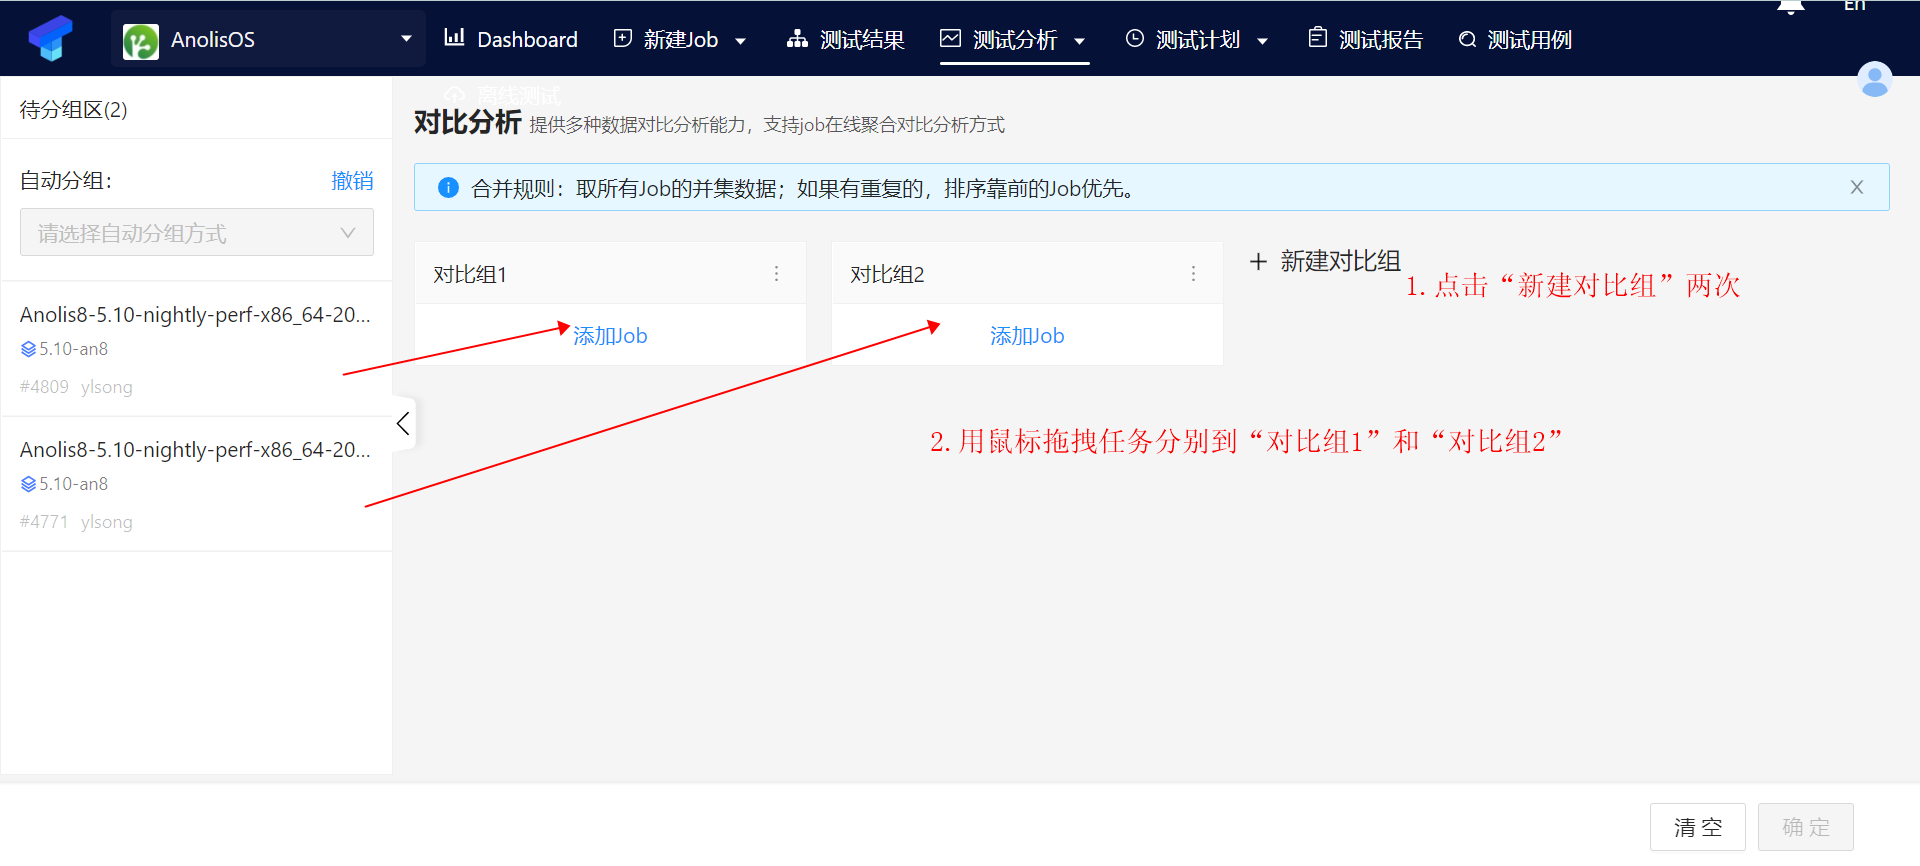 AnolisOS
Dashboard
新建Job
测试结果
测试分析
测试计划
测试报告
测试用例
En
离线测试
待分组区(2)
自动分组：
撤销
请选择自动分组方式
Anolis8-5.10-nightly-perf-x86_64-20...
5.10-an8
#4809 ylsong
Anolis8-5.10-nightly-perf-x86_64-20...
5.10-an8
#4771 ylsong
对比分析 提供多种数据对比分析能力，支持job在线聚合对比分析方式
合并规则：取所有Job的并集数据；如果有重复的，排序靠前的Job优先。
对比组1
添加Job
对比组2
添加Job
新建对比组
1.点击“新建对比组”两次
2.用鼠标拖拽任务分别到“对比组1”和“对比组2”
清 空
确 定